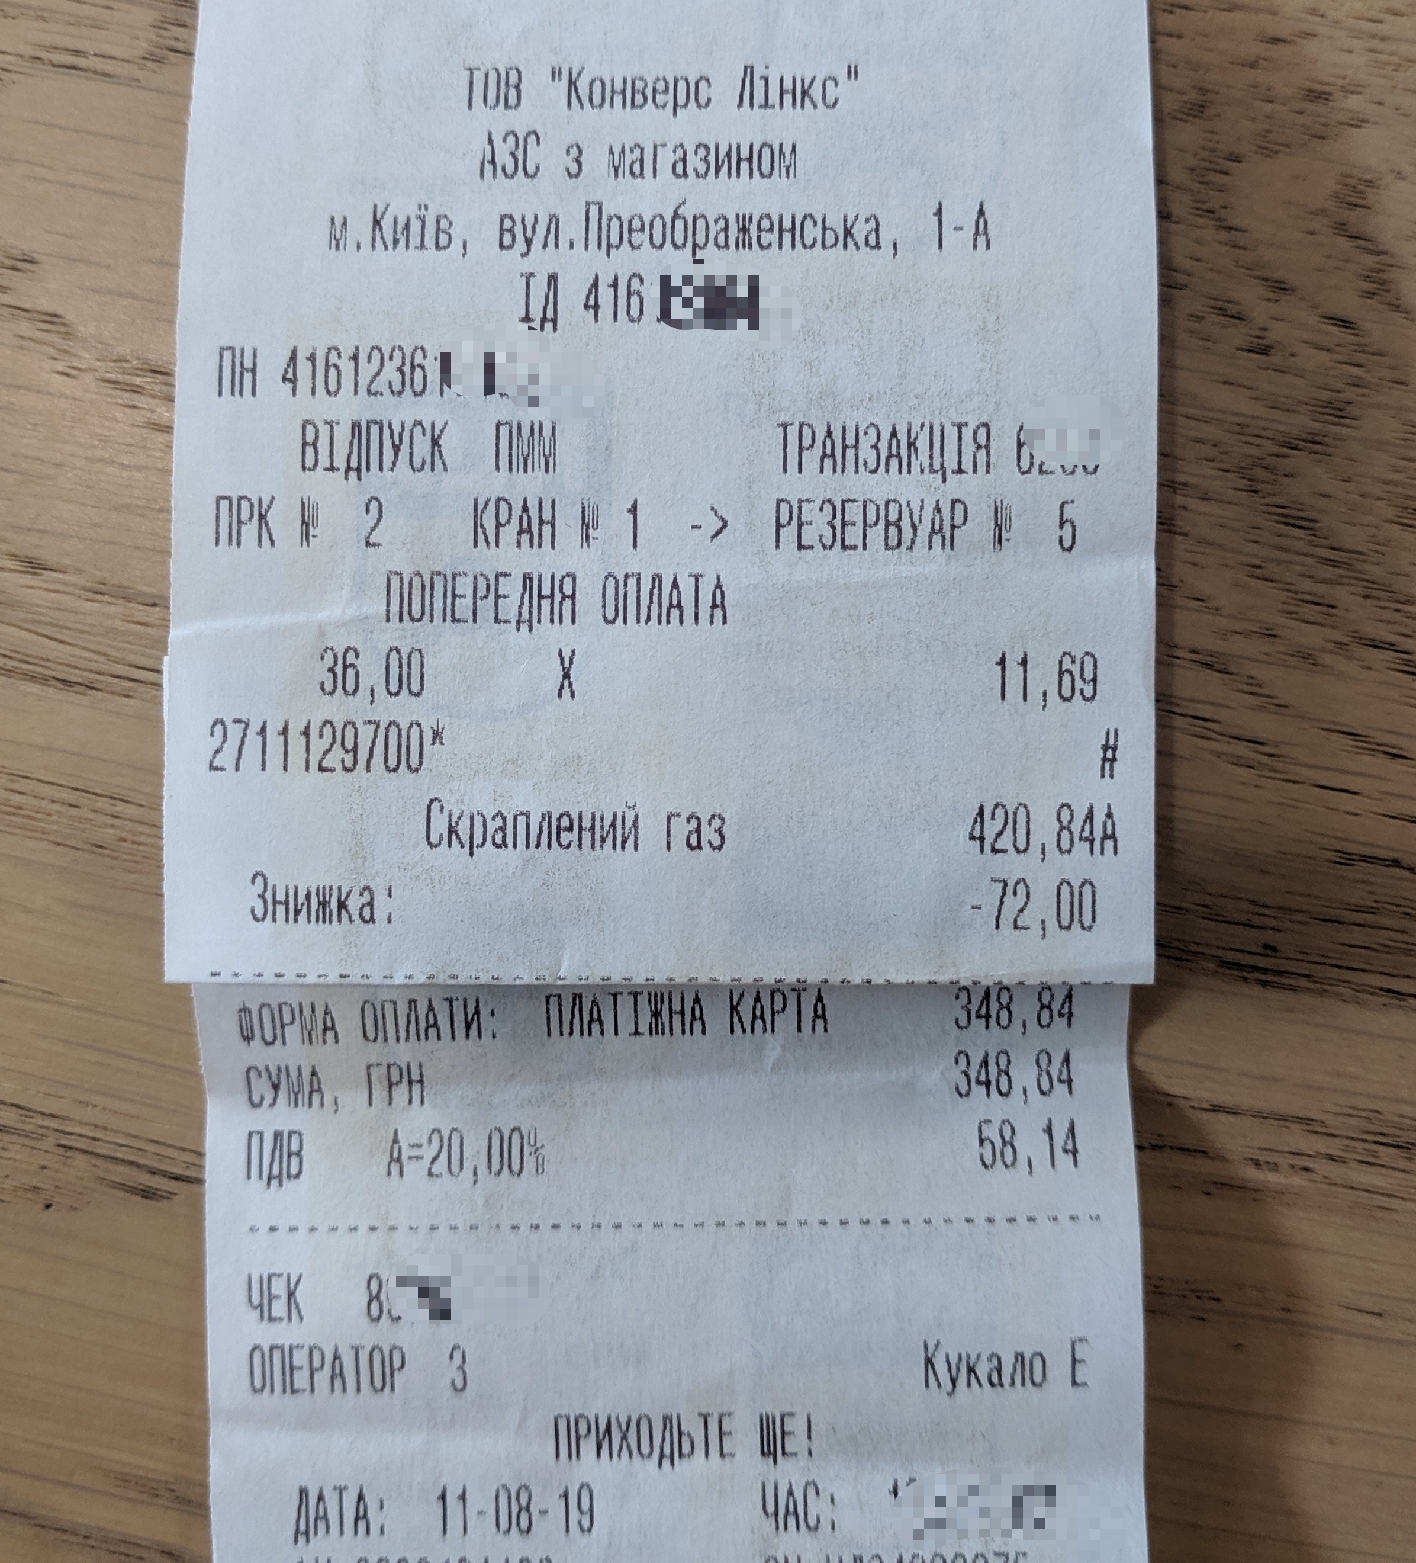 ТОВ "Конверс Лінкс"
АЗС з магазином
м.Київ, вул.Преображенська, 1-А
ІД 416
ПН 4161236
ВІДПУСК ПММ ТРАНЗАКЦІЯ
ПРК № 2 КРАН № 1 -> РЕЗЕРВУАР № 5
ПОПЕРЕДНЯ ОПЛАТА
36,00 X 11,69
2711129700* #
Скраплений газ 420,84А
Знижка: -72,00
ФОРМА ОПЛАТИ: ПЛАТІЖНА КАРТА 348,84
СУМА, ГРН 348,84
ПДВ А=20,00% 58,14
ЧЕК
ОПЕРАТОР 3 Кукало Е
ПРИХОДЬТЕ ЩЕ!
ДАТА: 11-08-19 ЧАС: